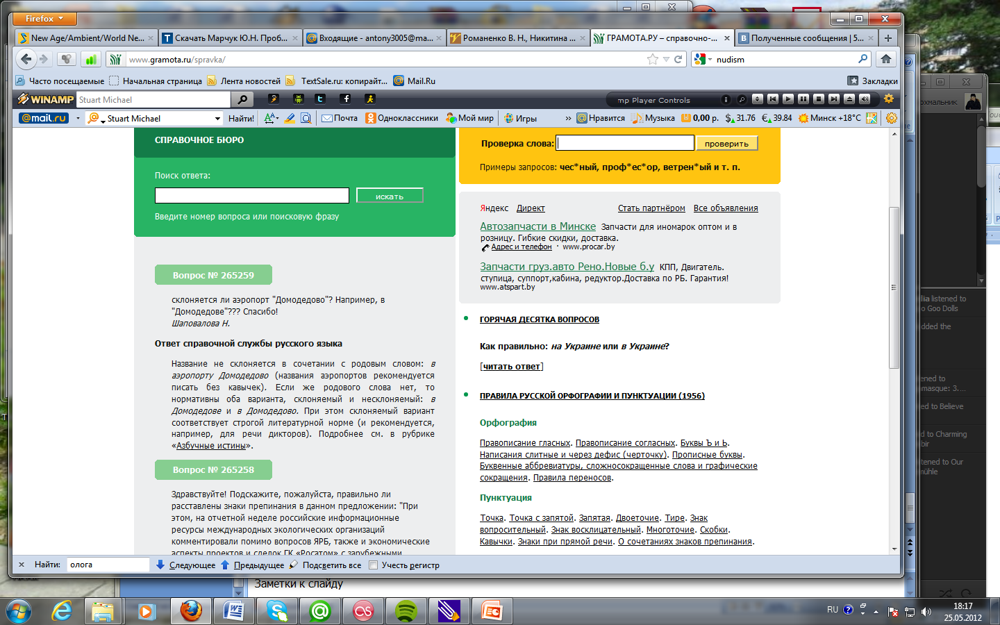 Firefox
New Age/Ambient/World Ne...
Скачать Марчук Ю.Н. Проб...
Входящие - antony3005@ma...
Романенко В. Н., Никитина ...
ГРАМОТА.РУ – справочно-...
Полученные сообщения | 5...
www.gramota.ru/spravka/
nudism
Часто посещаемые
Начальная страница
Лента новостей
TextSale.ru: копирайт...
Mail.Ru
Закладки
WINAMP
Stuart Michael
mp Player Controls
@mail.ru
Stuart Michael
Найти!
Почта
Одноклассники
Мой мир
Игры
»
Нравится
Музыка
0,00 р.
$ 31.76
€ 39.84
Минск +18°C
СПРАВОЧНОЕ БЮРО
Поиск ответа:
искать
Введите номер вопроса или поисковую фразу
Вопрос № 265259
склоняется ли аэропорт "Домодедово"? Например, в
"Домодедове"??? Спасибо!
Шаповалова Н.
Ответ справочной службы русского языка
Название не склоняется в сочетании с родовым словом: в
аэропорту Домодедово (названия аэропортов рекомендуется
писать без кавычек). Если же родового слова нет, то
нормативны оба варианта, склоняемый и несклоняемый: в
Домодедове и в Домодедово. При этом склоняемый вариант
соответствует строгой литературной норме (и рекомендуется,
например, для речи дикторов). Подробнее см. в рубрике
«Азбучные истины».
Вопрос № 265258
Здравствуйте! Подскажите, пожалуйста, правильно ли
расставлены знаки препинания в данном предложении: "При
этом, на отчетной неделе российские информационные
ресурсы международных экологических организаций
комментировали помимо вопросов ЯРБ, также и экономические
аспекты проектов и сделок ГК «Росатом» с зарубежными
Проверка слова:
проверить
Примеры запросов: чес*ный, проф*ес*ор, ветрен*ый и т. п.
Яндекс Директ
Стать партнёром
Все объявления
Автозапчасти в Минске Запчасти для иномарок оптом и в
розницу. Гибкие скидки, доставка.
Адрес и телефон · www.procar.by
Запчасти груз.авто Рено.Новые б.у КПП, Двигатель.
ступица, суппорт,кабина, редуктор.Доставка по РБ. Гарантия!
www.atspart.by
ГОРЯЧАЯ ДЕСЯТКА ВОПРОСОВ
Как правильно: на Украине или в Украине?
[читать ответ]
ПРАВИЛА РУССКОЙ ОРФОГРАФИИ И ПУНКТУАЦИИ (1956)
Орфография
Правописание гласных. Правописание согласных. Буквы Ъ и Ь.
Написания слитные и через дефис (черточку). Прописные буквы.
Буквенные аббревиатуры, сложносокращенные слова и графические
сокращения. Правила переносов.
Пунктуация
Точка. Точка с запятой. Запятая. Двоеточие. Тире. Знак
вопросительный. Знак восклицательный. Многоточие. Скобки.
Кавычки. Знаки при прямой речи. О сочетаниях знаков препинания.
охмальник
llia listened to
o Goo Dolls
dded the
ened to
masque: 3....
ed to Believe
d to Charming
bir
tened to Our
mühle
Найти:
олога
Следующее
Предыдущее
Подсветить все
Учесть регистр
Заметки к слайду
RU
18:17
25.05.2012